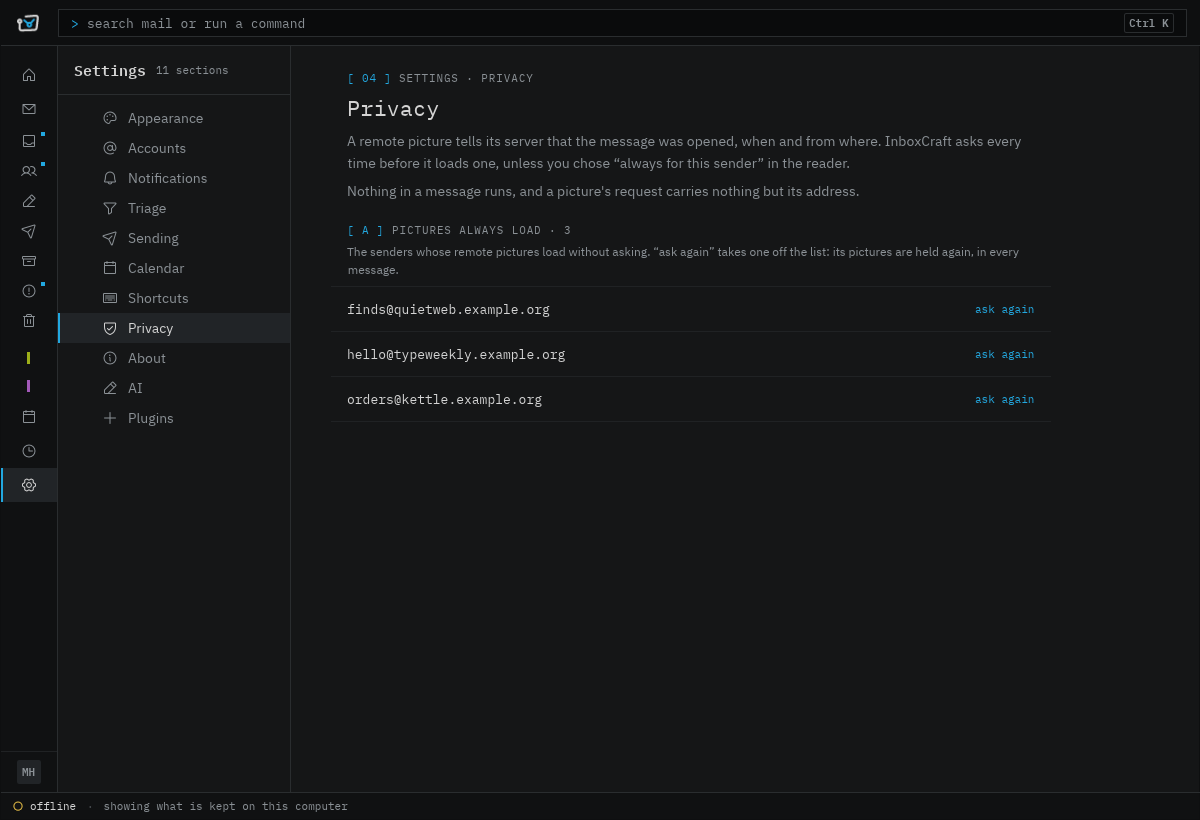 > search mail or run a command
Ctrl K
Settings 11 sections
Appearance
Accounts
Notifications
Triage
Sending
Calendar
Shortcuts
Privacy
About
AI
Plugins
MH
[ 04 ] SETTINGS · PRIVACY
Privacy
A remote picture tells its server that the message was opened, when and from where. InboxCraft asks every
time before it loads one, unless you chose “always for this sender” in the reader.
Nothing in a message runs, and a picture's request carries nothing but its address.
[ A ] PICTURES ALWAYS LOAD · 3
The senders whose remote pictures load without asking. “ask again” takes one off the list: its pictures are held again, in every
message.
finds@quietweb.example.org ask again
hello@typeweekly.example.org ask again
orders@kettle.example.org ask again
offline · showing what is kept on this computer